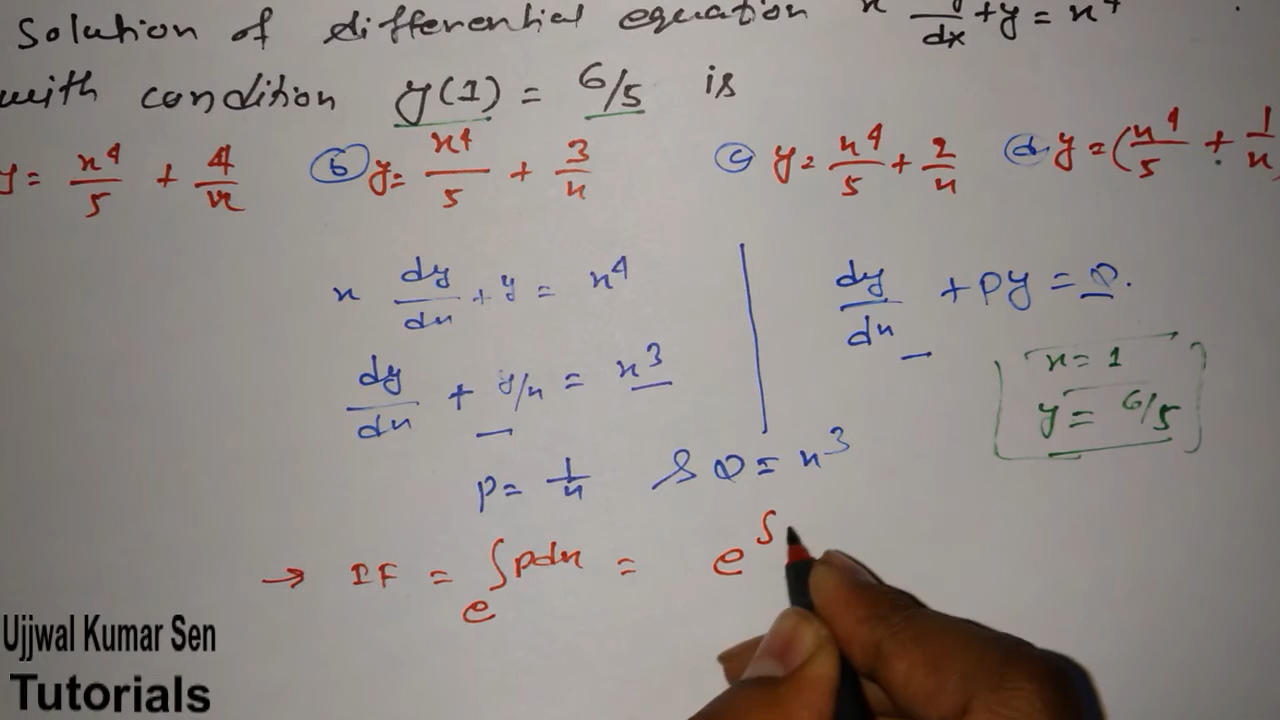 Solution of differential equation x dy/dx + y = x⁴
with condition y(1) = 6/5 is
y = x⁴/5 + 4/x (b) y = x⁴/5 + 3/x (c) y = x⁴/5 + 2/x (d) y = (x⁴/5 + 1/x)
x dy/dx + y = x⁴
dy/dx + Py = Q.
dy/dx + y/x = x³
x = 1
y = 6/5
P = 1/x & Q = x³
→ IF = e^∫Pdx = e^∫
Ujjwal Kumar Sen
Tutorials